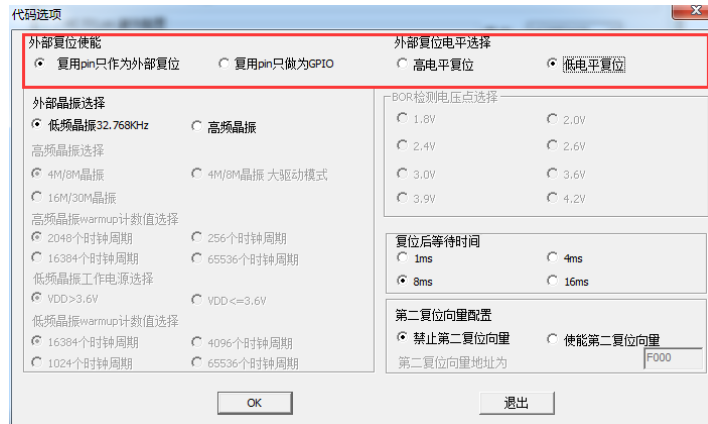 代码选项
外部复位使能
复用pin只作为外部复位 复用pin只做为GPIO
外部复位电平选择
高电平复位 低电平复位
外部晶振选择
低频晶振32.768KHz 高频晶振
高频晶振选择
4M/8M晶振 4M/8M晶振 大驱动模式
16M/30M晶振
高频晶振warmup计数值选择
2048个时钟周期 256个时钟周期
16384个时钟周期 65536个时钟周期
低频晶振工作电源选择
VDD>3.6V VDD<=3.6V
低频晶振warmup计数值选择
16384个时钟周期 4096个时钟周期
1024个时钟周期 65536个时钟周期
BOR检测电压点选择
1.8V 2.0V
2.4V 2.6V
3.0V 3.6V
3.9V 4.2V
复位后等待时间
1ms 4ms
8ms 16ms
第二复位向量配置
禁止第二复位向量 使能第二复位向量
第二复位向量地址为 F000
OK 退出